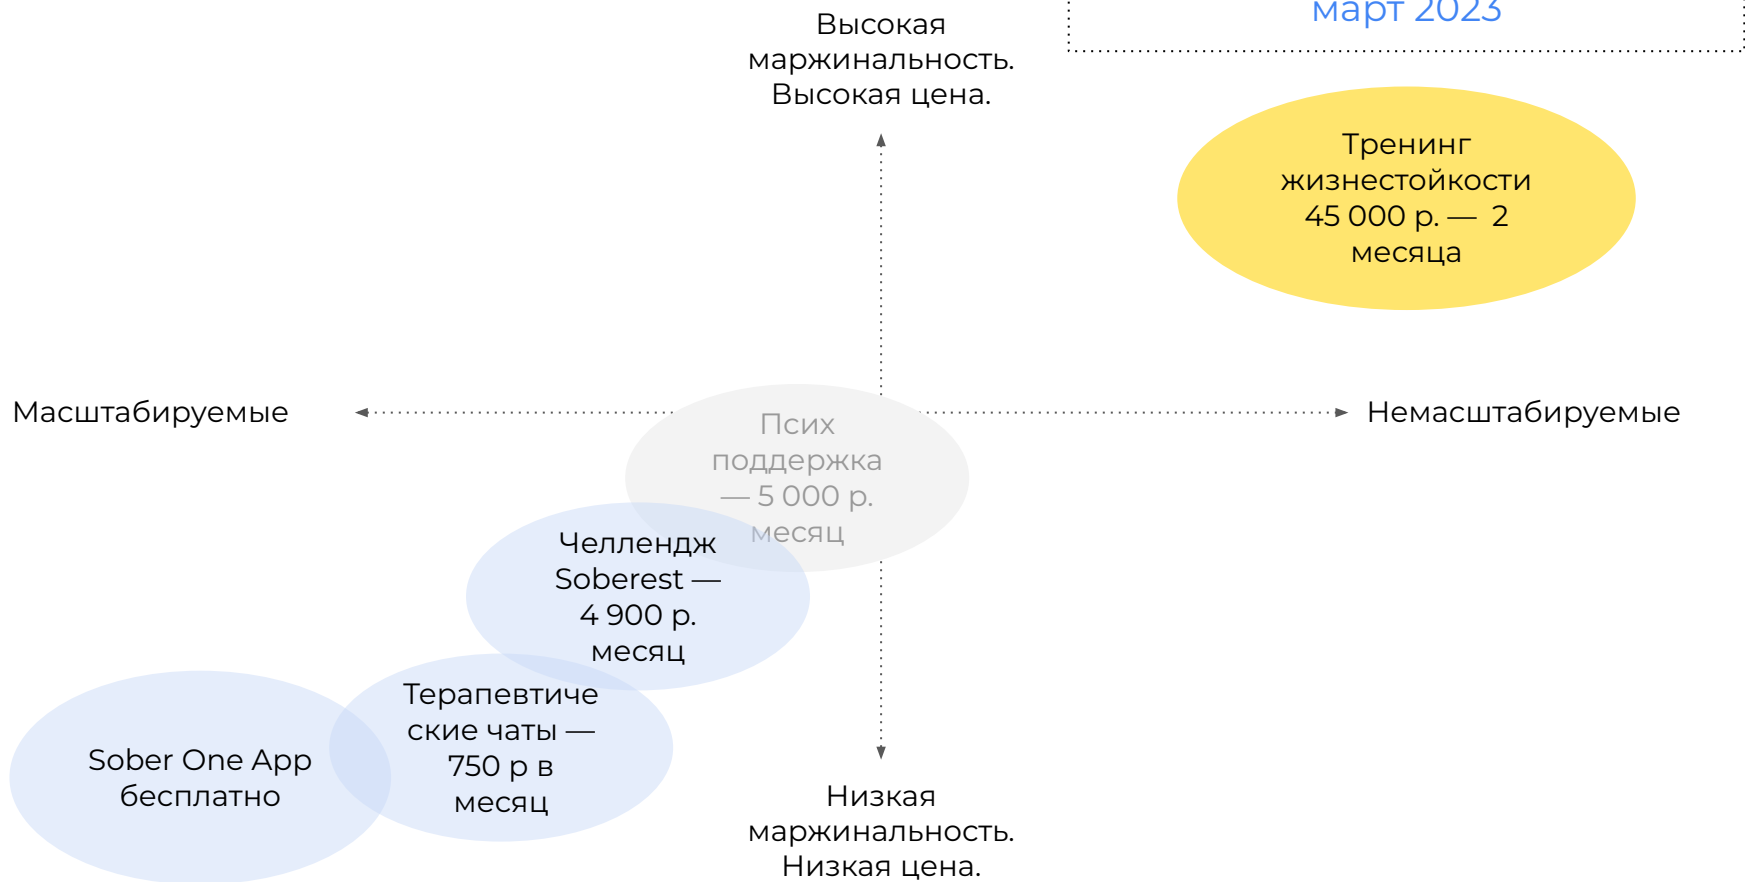 март 2023
Высокая
маржинальность.
Высокая цена.
Тренинг
жизнестойкости
45 000 р. — 2
месяца
Масштабируемые
Немасштабируемые
Псих
поддержка
— 5 000 р.
месяц
Челлендж
Soberest —
4 900 р.
месяц
Терапевтиче
ские чаты —
750 р в
месяц
Sober One App
бесплатно
Низкая
маржинальность.
Низкая цена.